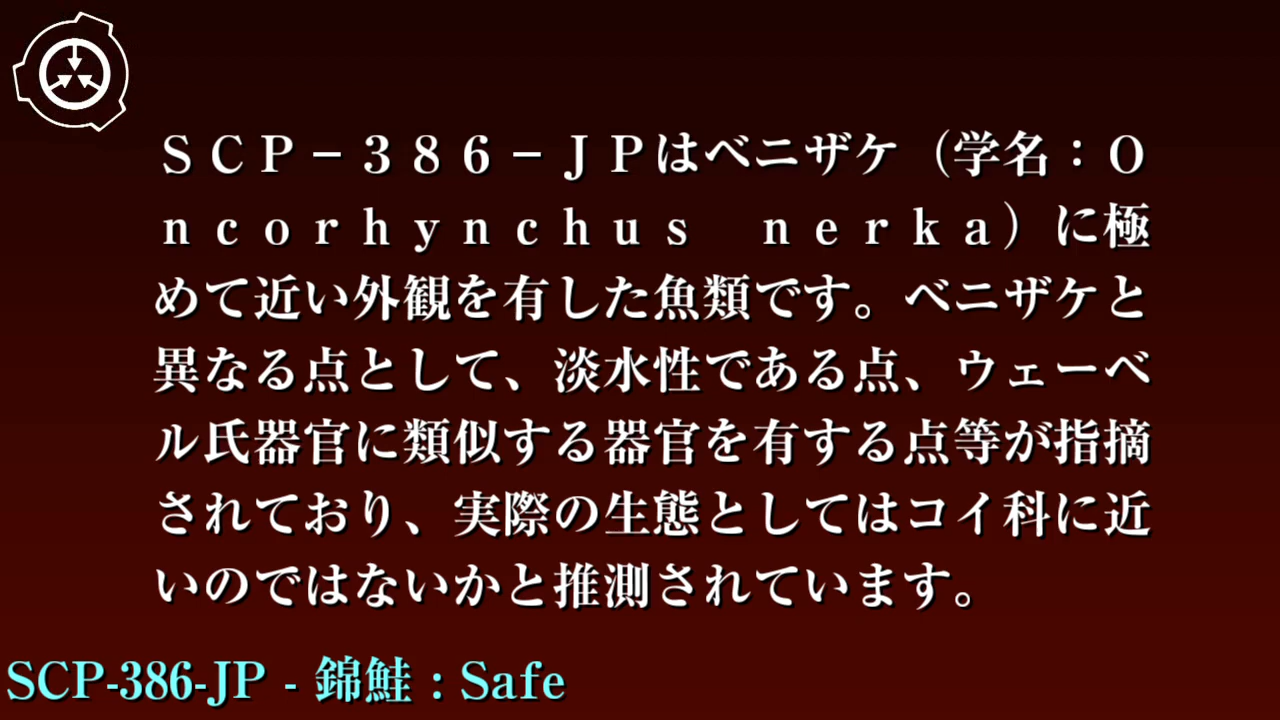 SCP－386－JPはベニザケ（学名：O
ncorhynchus　nerka）に極
めて近い外観を有した魚類です。ベニザケと
異なる点として、淡水性である点、ウェーベ
ル氏器官に類似する器官を有する点等が指摘
されており、実際の生態としてはコイ科に近
いのではないかと推測されています。
SCP-386-JP - 錦鮭：Safe